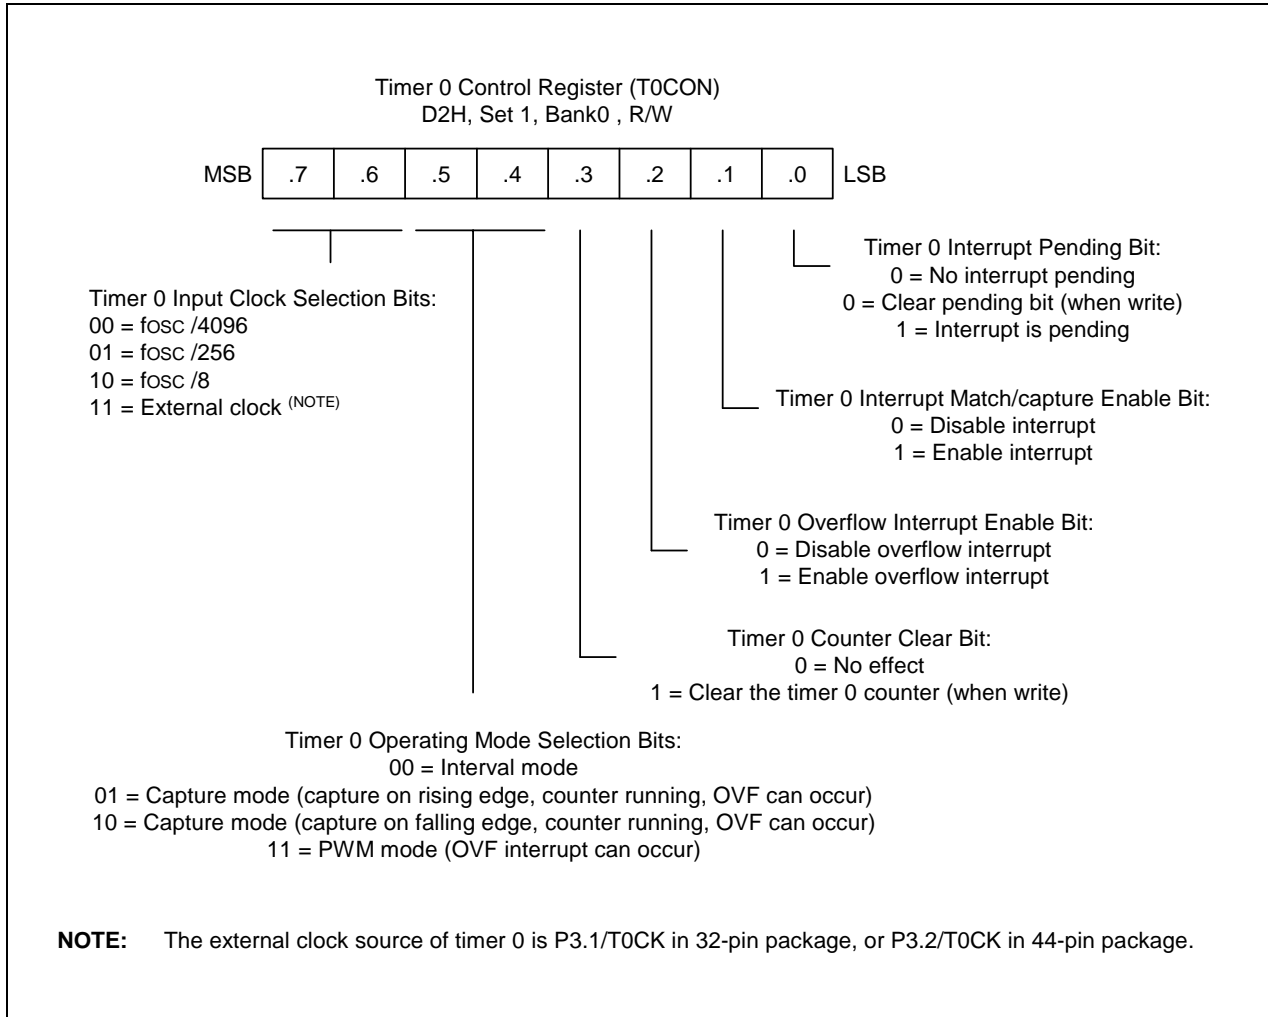 Timer 0 Control Register (T0CON)
D2H, Set 1, Bank0 , R/W
MSB .7 .6 .5 .4 .3 .2 .1 .0 LSB
Timer 0 Interrupt Pending Bit:
0 = No interrupt pending
0 = Clear pending bit (when write)
1 = Interrupt is pending
Timer 0 Input Clock Selection Bits:
00 = fOSC /4096
01 = fOSC /256
10 = fOSC /8
11 = External clock (NOTE)
Timer 0 Interrupt Match/capture Enable Bit:
0 = Disable interrupt
1 = Enable interrupt
Timer 0 Overflow Interrupt Enable Bit:
0 = Disable overflow interrupt
1 = Enable overflow interrupt
Timer 0 Counter Clear Bit:
0 = No effect
1 = Clear the timer 0 counter (when write)
Timer 0 Operating Mode Selection Bits:
00 = Interval mode
01 = Capture mode (capture on rising edge, counter running, OVF can occur)
10 = Capture mode (capture on falling edge, counter running, OVF can occur)
11 = PWM mode (OVF interrupt can occur)
NOTE: The external clock source of timer 0 is P3.1/T0CK in 32-pin package, or P3.2/T0CK in 44-pin package.